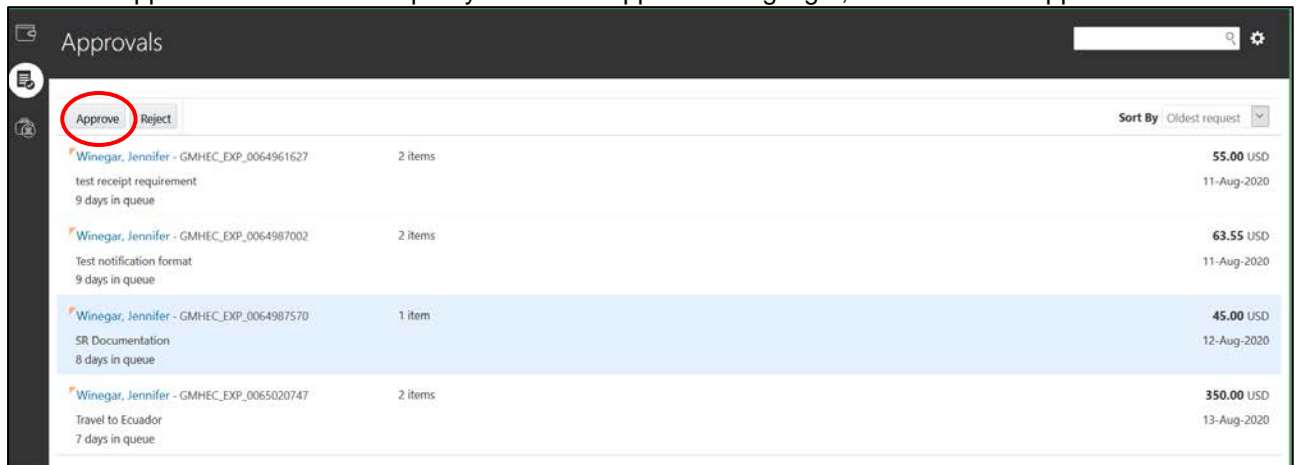 Approvals
Approve Reject Sort By Oldest request
Winegar, Jennifer - GMHEC_EXP_0064961627 2 items 55.00 USD
test receipt requirement 11-Aug-2020
9 days in queue
Winegar, Jennifer - GMHEC_EXP_0064987002 2 items 63.55 USD
Test notification format 11-Aug-2020
9 days in queue
Winegar, Jennifer - GMHEC_EXP_0064987570 1 item 45.00 USD
SR Documentation 12-Aug-2020
8 days in queue
Winegar, Jennifer - GMHEC_EXP_0065020747 2 items 350.00 USD
Travel to Ecuador 13-Aug-2020
7 days in queue